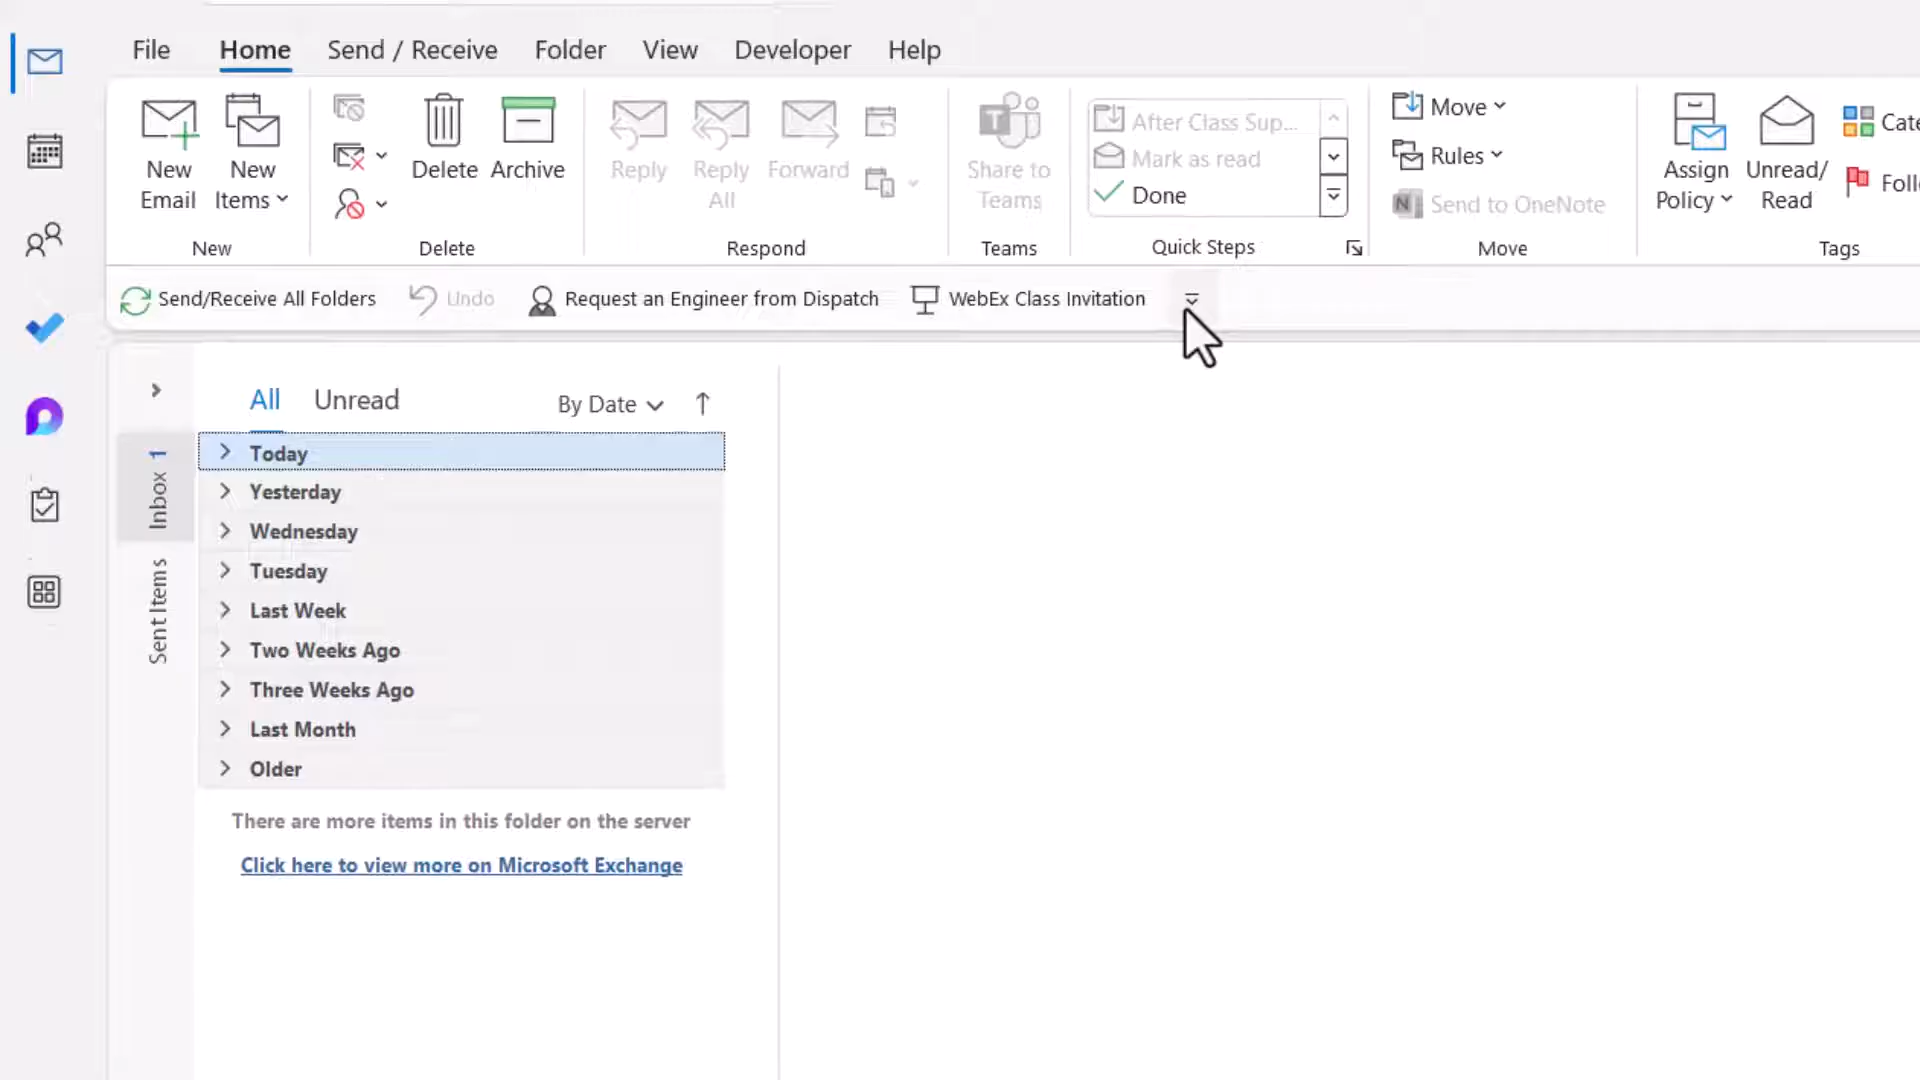 File Home Send / Receive Folder View Developer Help
New Email
New Items
Delete
Archive
Reply
Reply All
Forward
Share to Teams
After Class Sup...
Mark as read
Done
Move
Rules
Send to OneNote
Assign Policy
Unread/ Read
Cate
Follo
New
Delete
Respond
Teams
Quick Steps
Move
Tags
Send/Receive All Folders
Undo
Request an Engineer from Dispatch
WebEx Class Invitation
Inbox 1
Sent Items
All Unread By Date
Today
Yesterday
Wednesday
Tuesday
Last Week
Two Weeks Ago
Three Weeks Ago
Last Month
Older
There are more items in this folder on the server
Click here to view more on Microsoft Exchange